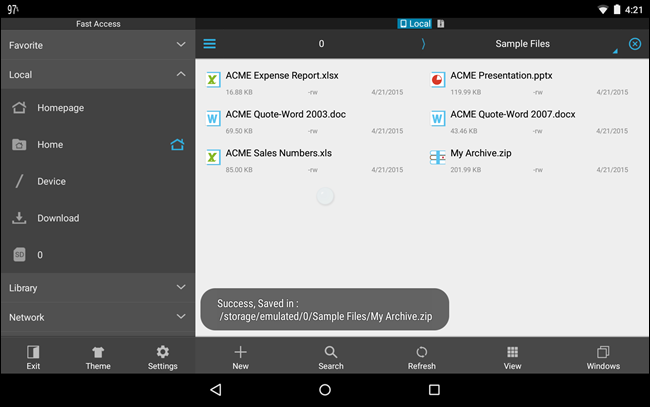 97%
4:21
Fast Access
Local
Favorite
0
Sample Files
Local
Homepage
Home
Device
Download
SD
0
Library
Network
ACME Expense Report.xlsx
16.88 KB -rw 4/21/2015
ACME Presentation.pptx
119.99 KB -rw 4/21/2015
W
ACME Quote-Word 2003.doc
69.50 KB -rw 4/21/2015
W
ACME Quote-Word 2007.docx
43.46 KB -rw 4/21/2015
ACME Sales Numbers.xls
85.00 KB -rw 4/21/2015
My Archive.zip
201.99 KB -rw 4/21/2015
Success, Saved in :
/storage/emulated/0/Sample Files/My Archive.zip
Exit
Theme
Settings
New
Search
Refresh
View
Windows